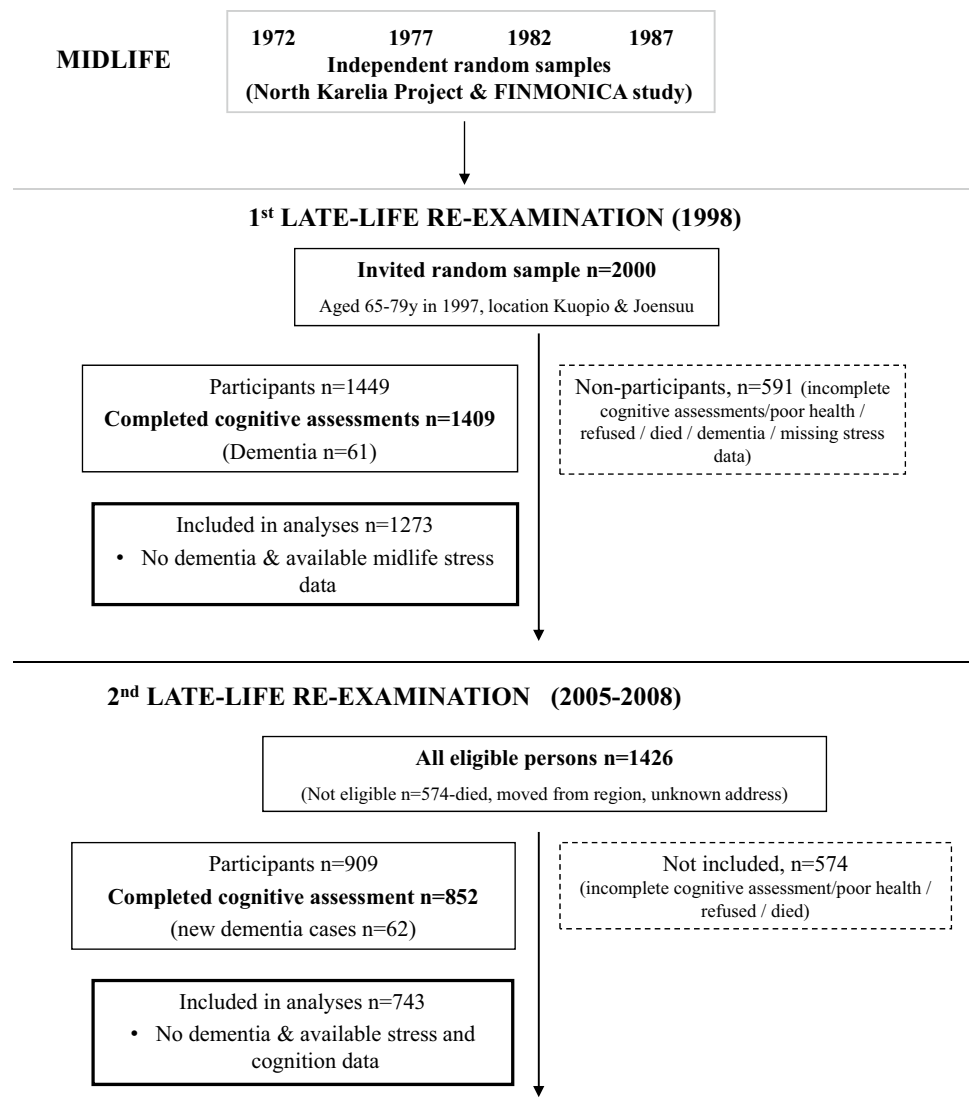 MIDLIFE
1972 1977 1982 1987
Independent random samples
(North Karelia Project & FINMONICA study)
1st LATE-LIFE RE-EXAMINATION (1998)
Invited random sample n=2000
Aged 65-79y in 1997, location Kuopio & Joensuu
Participants n=1449
Completed cognitive assessments n=1409
(Dementia n=61)
Non-participants, n=591 (incomplete
cognitive assessments/poor health /
refused / died / dementia / missing stress
data)
Included in analyses n=1273
• No dementia & available midlife stress
data
2nd LATE-LIFE RE-EXAMINATION (2005-2008)
All eligible persons n=1426
(Not eligible n=574-died, moved from region, unknown address)
Participants n=909
Completed cognitive assessment n=852
(new dementia cases n=62)
Not included, n=574
(incomplete cognitive assessment/poor health /
refused / died)
Included in analyses n=743
• No dementia & available stress and
cognition data